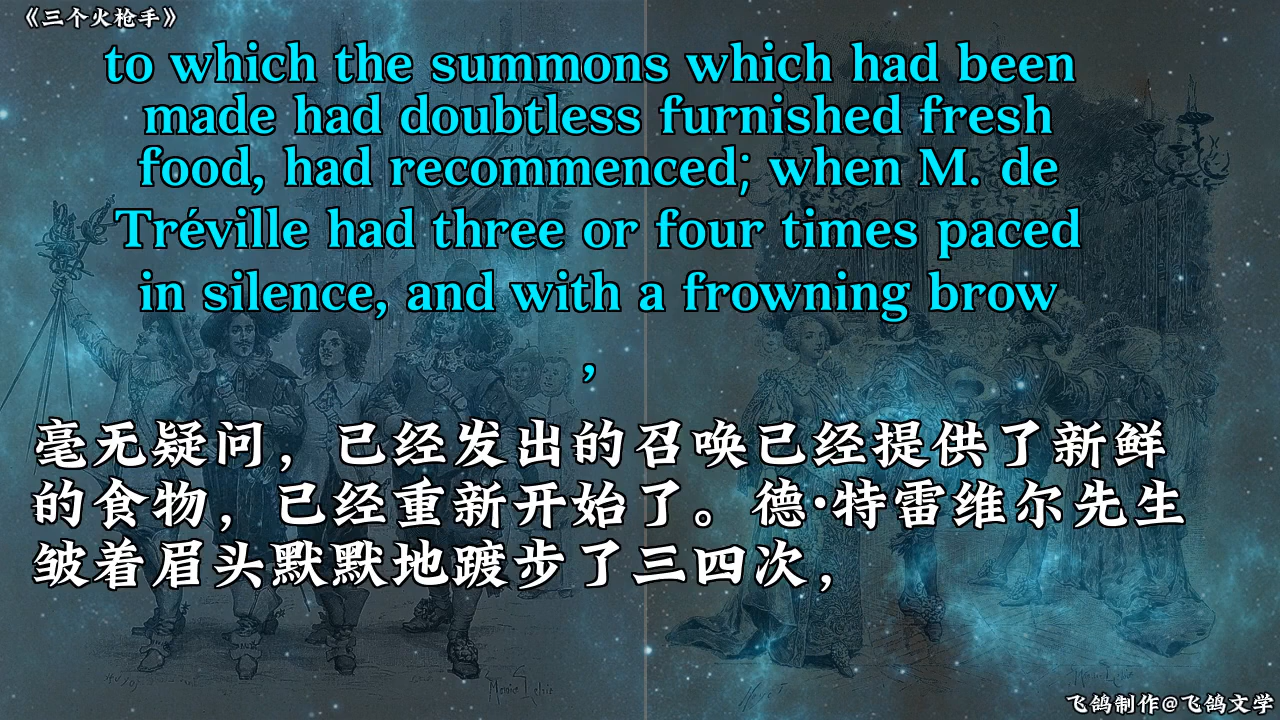 《三个火枪手》
to which the summons which had been
made had doubtless furnished fresh
food, had recommenced; when M. de
Tréville had three or four times paced
in silence, and with a frowning brow
,
毫无疑问，已经发出的召唤已经提供了新鲜
的食物，已经重新开始了。德·特雷维尔先生
皱着眉头默默地踱步了三四次，
飞鸽制作@飞鸽文学